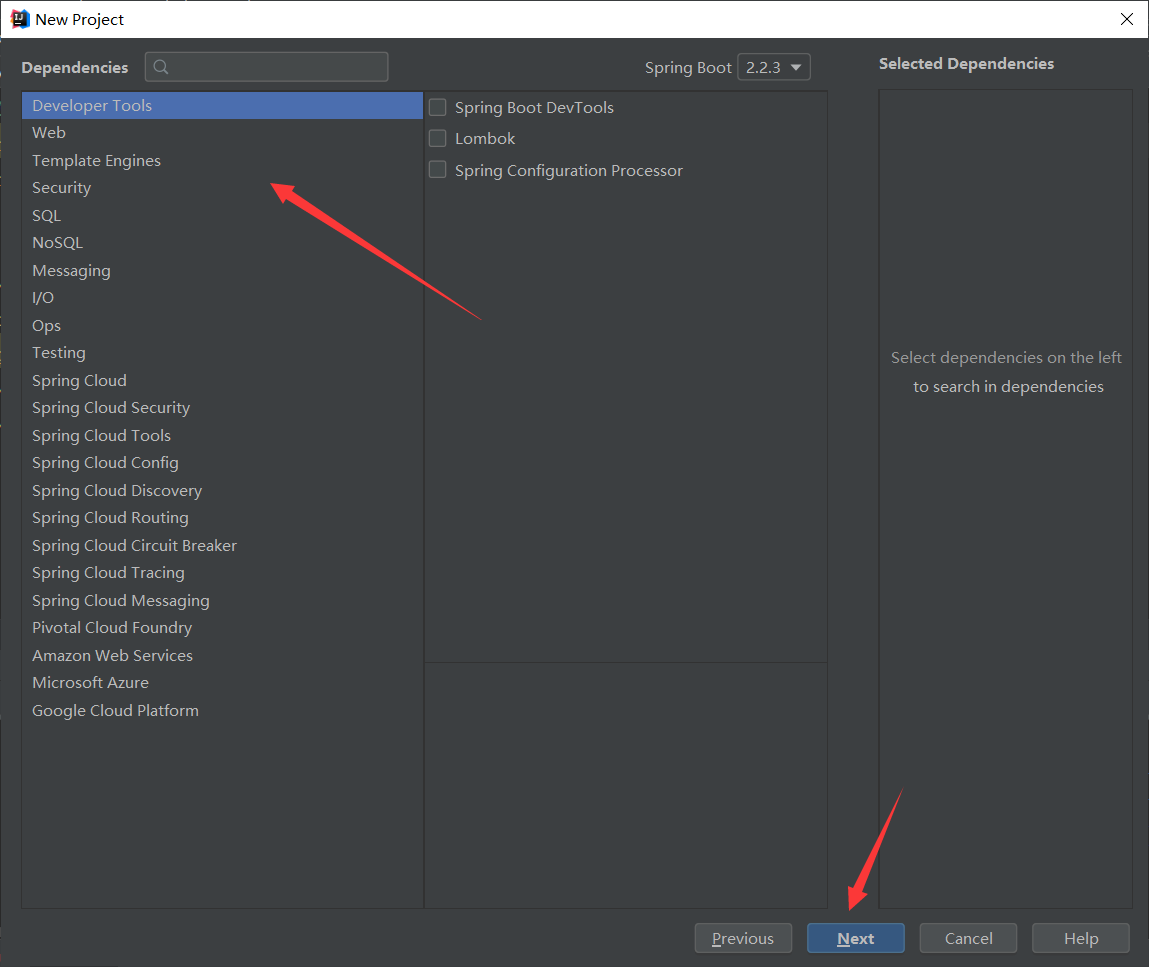 New Project
Dependencies
Spring Boot 2.2.3
Selected Dependencies
Developer Tools
Web
Template Engines
Security
SQL
NoSQL
Messaging
I/O
Ops
Testing
Spring Cloud
Spring Cloud Security
Spring Cloud Tools
Spring Cloud Config
Spring Cloud Discovery
Spring Cloud Routing
Spring Cloud Circuit Breaker
Spring Cloud Tracing
Spring Cloud Messaging
Pivotal Cloud Foundry
Amazon Web Services
Microsoft Azure
Google Cloud Platform
Spring Boot DevTools
Lombok
Spring Configuration Processor
Select dependencies on the left
to search in dependencies
Previous
Next
Cancel
Help